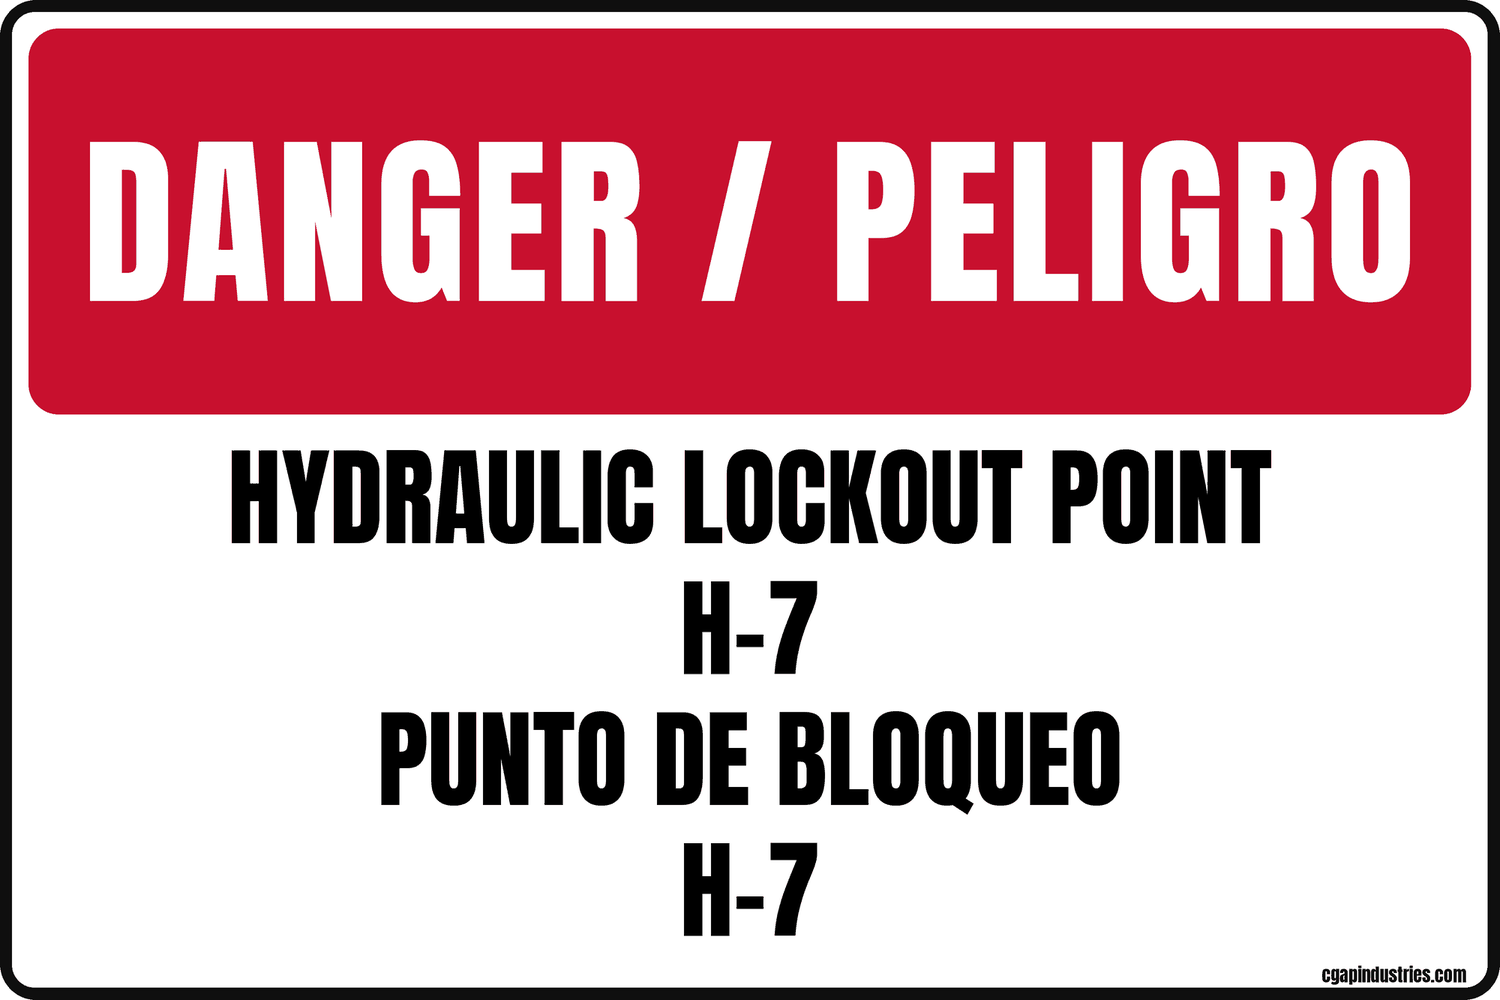 DANGER / PELIGRO
HYDRAULIC LOCKOUT POINT
H-7
PUNTO DE BLOQUEO
H-7
cgapindustries.com